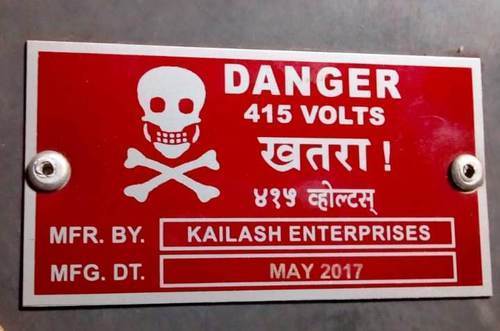 DANGER
415 VOLTS
खतरा !
४१५ व्होल्टस्
MFR. BY. KAILASH ENTERPRISES
MFG. DT. MAY 2017